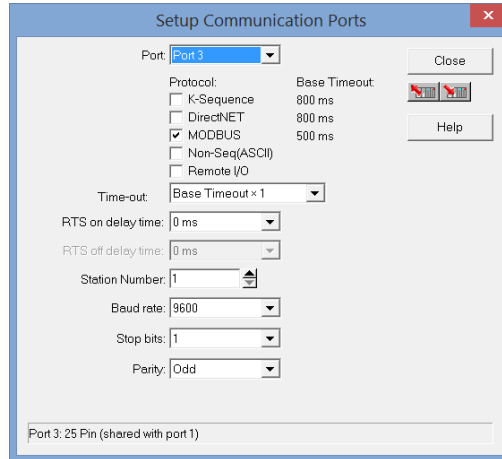 Setup Communication Ports
x
Port: Port 3
Close
Protocol: Base Timeout:
K-Sequence 800 ms
DirectNET 800 ms
MODBUS 500 ms
Help
Non-Seq(ASCII)
Remote I/O
Time-out: Base Timeout × 1
RTS on delay time: 0 ms
RTS off delay time: 0 ms
Station Number: 1
Baud rate: 9600
Stop bits: 1
Parity: Odd
Port 3: 25 Pin (shared with port 1)